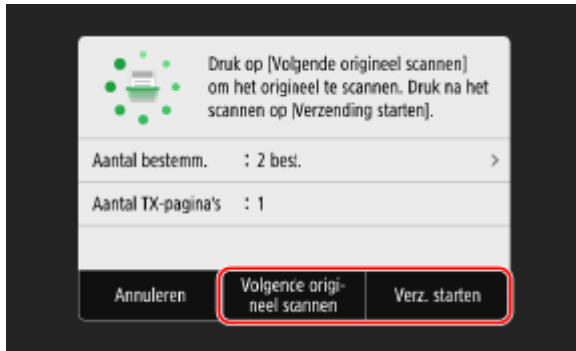 Druk op [Volgende origineel scannen]
om het origineel te scannen. Druk na het
scannen op [Verzending starten].
Aantal bestemm. : 2 best. >
Aantal TX-pagina's : 1
Annuleren
Volgende origi-
neel scannen
Verz. starten